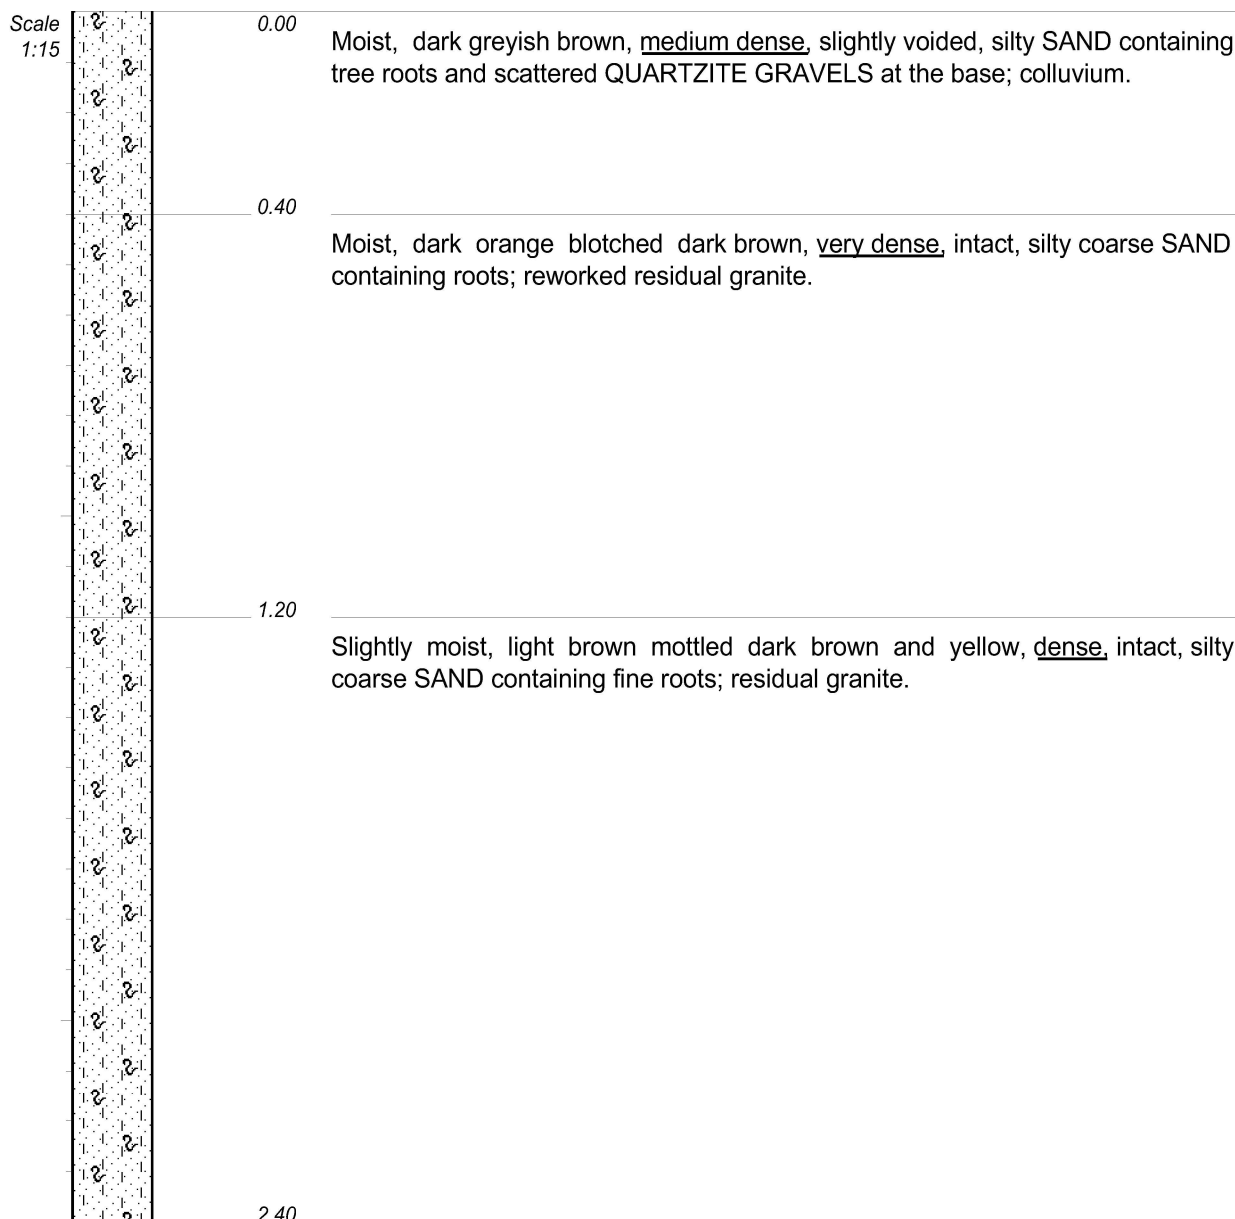 Scale
1:15
0.00
Moist, dark greyish brown, medium dense, slightly voided, silty SAND containing
tree roots and scattered QUARTZITE GRAVELS at the base; colluvium.
0.40
Moist, dark orange blotched dark brown, very dense, intact, silty coarse SAND
containing roots; reworked residual granite.
1.20
Slightly moist, light brown mottled dark brown and yellow, dense, intact, silty
coarse SAND containing fine roots; residual granite.
2.40